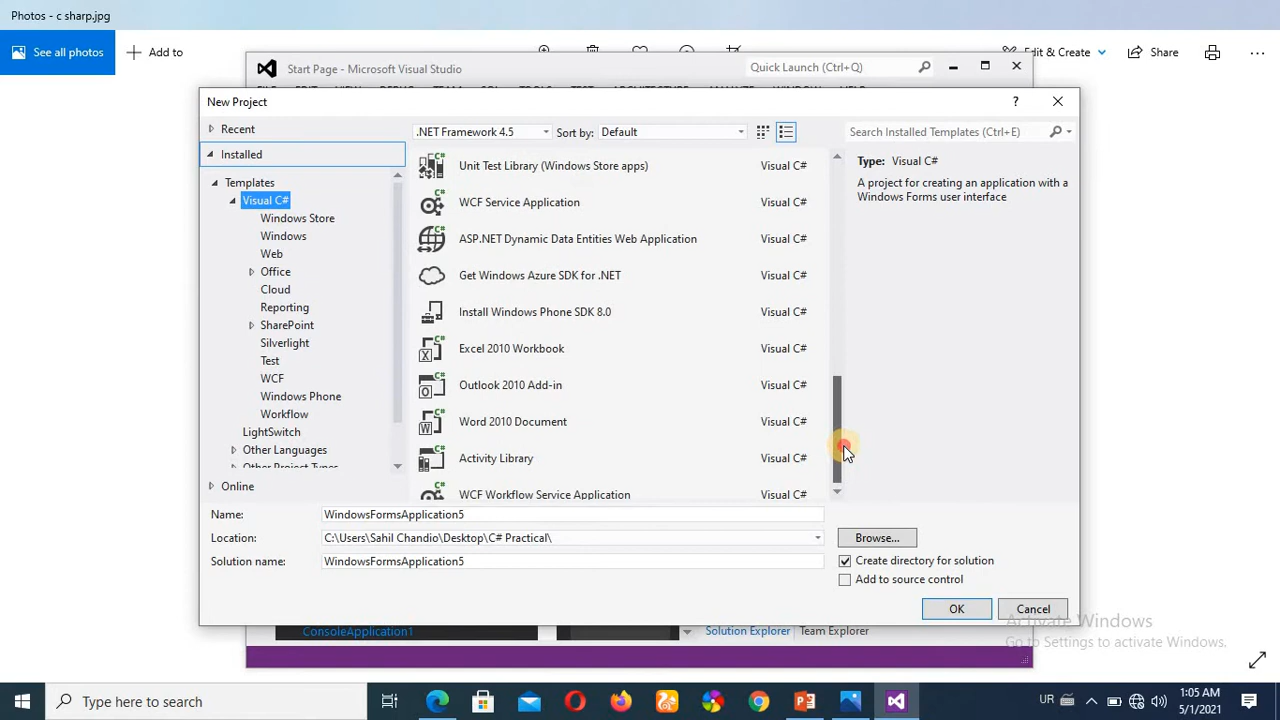 Photos - c sharp.jpg
See all photos
Add to
Edit & Create
Share
Start Page - Microsoft Visual Studio
Quick Launch (Ctrl+Q)
New Project
?
Recent
.NET Framework 4.5
Sort by: Default
Search Installed Templates (Ctrl+E)
Installed
Templates
Visual C#
Windows Store
Windows
Web
Office
Cloud
Reporting
SharePoint
Silverlight
Test
WCF
Windows Phone
Workflow
LightSwitch
Other Languages
Other Project Types
Online
Unit Test Library (Windows Store apps) Visual C#
WCF Service Application Visual C#
ASP.NET Dynamic Data Entities Web Application Visual C#
Get Windows Azure SDK for .NET Visual C#
Install Windows Phone SDK 8.0 Visual C#
Excel 2010 Workbook Visual C#
Outlook 2010 Add-in Visual C#
Word 2010 Document Visual C#
Activity Library Visual C#
WCF Workflow Service Application Visual C#
Type: Visual C#
A project for creating an application with a
Windows Forms user interface
Name: WindowsFormsApplication5
Location: C:\Users\Sahil Chandio\Desktop\C# Practical\
Browse...
Solution name: WindowsFormsApplication5
Create directory for solution
Add to source control
OK
Cancel
ConsoleApplication1
Solution Explorer
Team Explorer
Activate Windows
Go to Settings to activate Windows.
Type here to search
UR
1:05 AM
5/1/2021